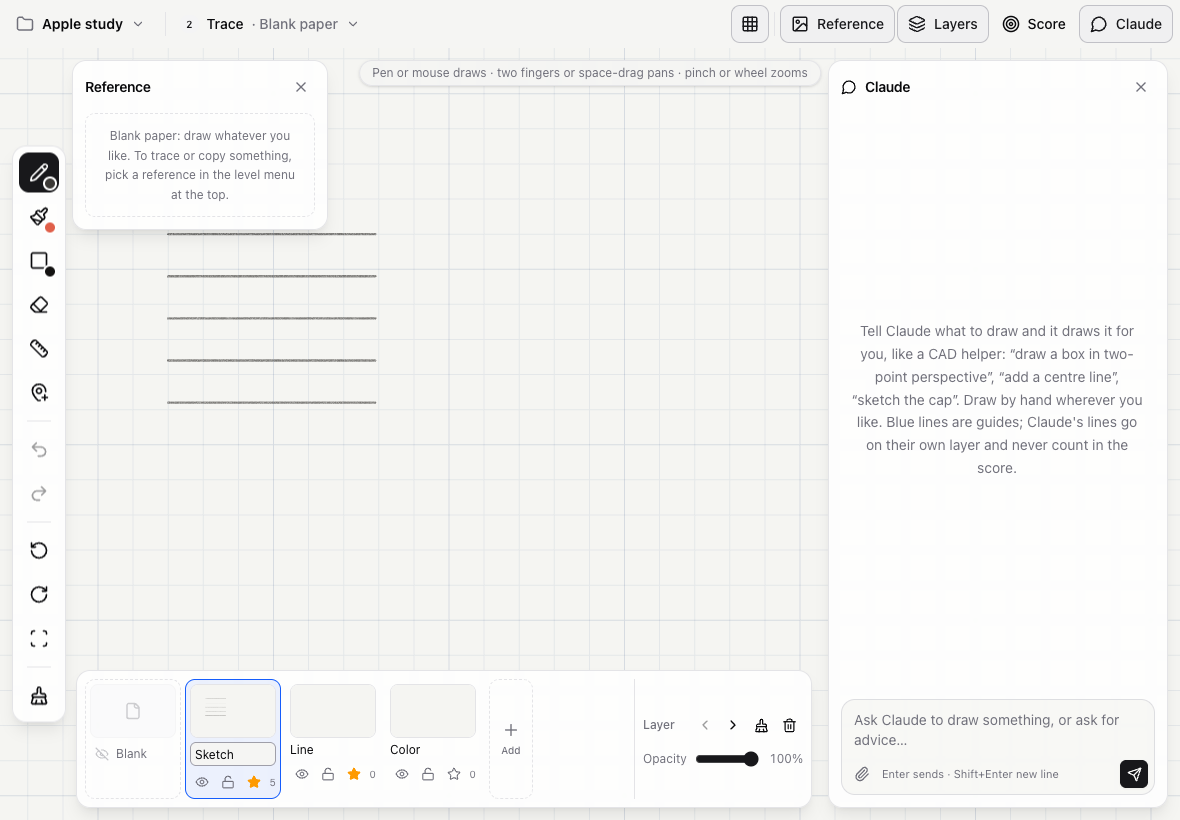 Apple study
2 Trace · Blank paper
Reference
Layers
Score
Claude
Pen or mouse draws · two fingers or space-drag pans · pinch or wheel zooms
Reference
Blank paper: draw whatever you
like. To trace or copy something,
pick a reference in the level menu
at the top.
Claude
Tell Claude what to draw and it draws it for
you, like a CAD helper: “draw a box in two-
point perspective”, “add a centre line”,
“sketch the cap”. Draw by hand wherever you
like. Blue lines are guides; Claude's lines go
on their own layer and never count in the
score.
Blank
Sketch
5
Line
0
Color
0
Add
Layer
Opacity
100%
Ask Claude to draw something, or ask for
advice…
Enter sends · Shift+Enter new line